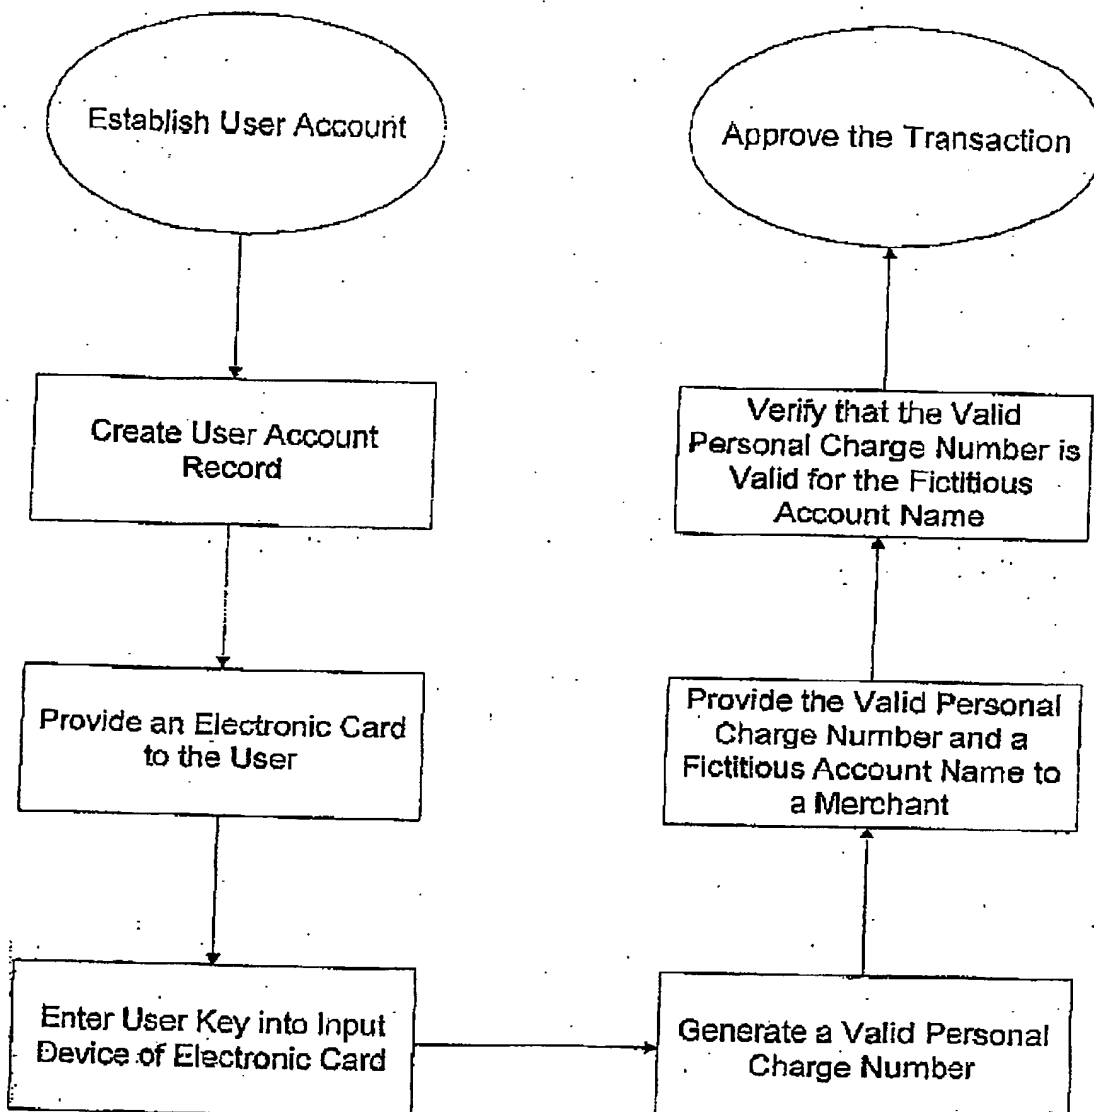 Establish User Account
Create User Account
Record
Provide an Electronic Card
to the User
Enter User Key into Input
Device of Electronic Card
Generate a Valid Personal
Charge Number
Provide the Valid Personal
Charge Number and a
Fictitious Account Name to
a Merchant
Verify that the Valid
Personal Charge Number is
Valid for the Fictitious
Account Name
Approve the Transaction